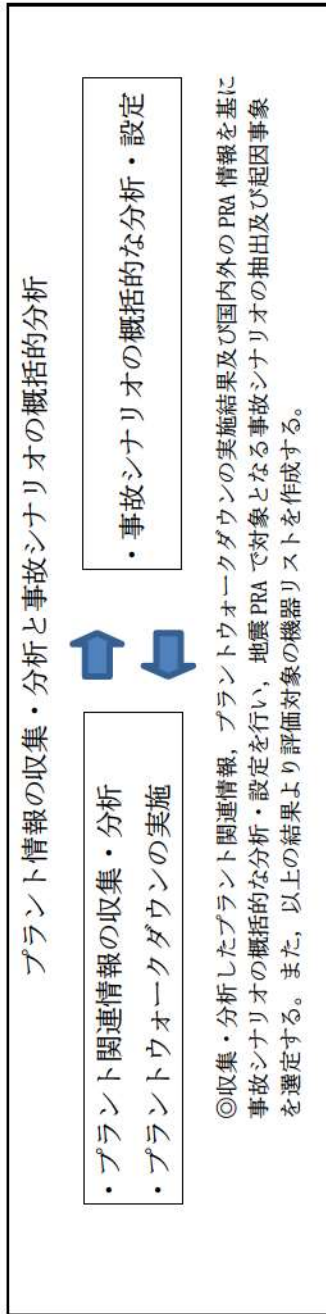 プラント情報の収集・分析と事故シナリオの概括的分析
・プラント関連情報の収集・分析
・プラントウォークダウンの実施
・事故シナリオの概括的な分析・設定
◎収集・分析したプラント関連情報，プラントウォークダウンの実施結果及び国内外の PRA 情報を基に
事故シナリオの概括的な分析・設定を行い，地震 PRA で対象となる事故シナリオの抽出及び起因事象
を選定する。また，以上の結果より評価対象の機器リストを作成する。